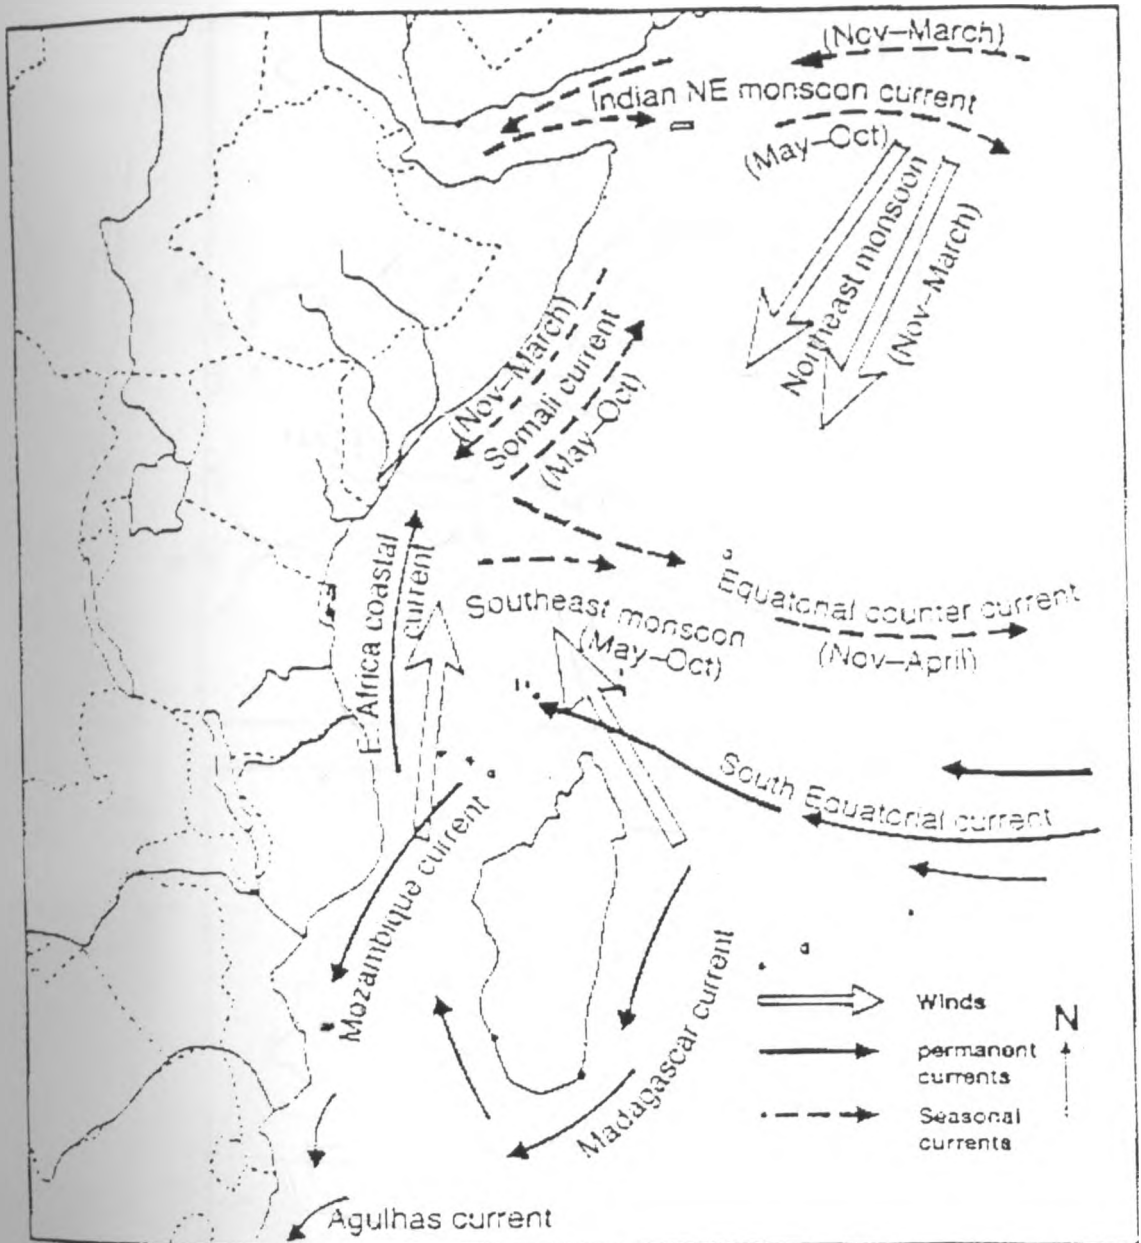 (Nov–March)
Indian NE monsoon current
(May–Oct)
Northeast monsoon
(Nov–March)
(Nov–March)
Somali current
(May–Oct)
E. Africa coastal
current
Southeast monsoon
(May–Oct)
Equatorial counter current
(Nov–April)
South Equatorial current
Mozambique current
Madagascar current
Agulhas current
Winds
permanent
currents
Seasonal
currents
N